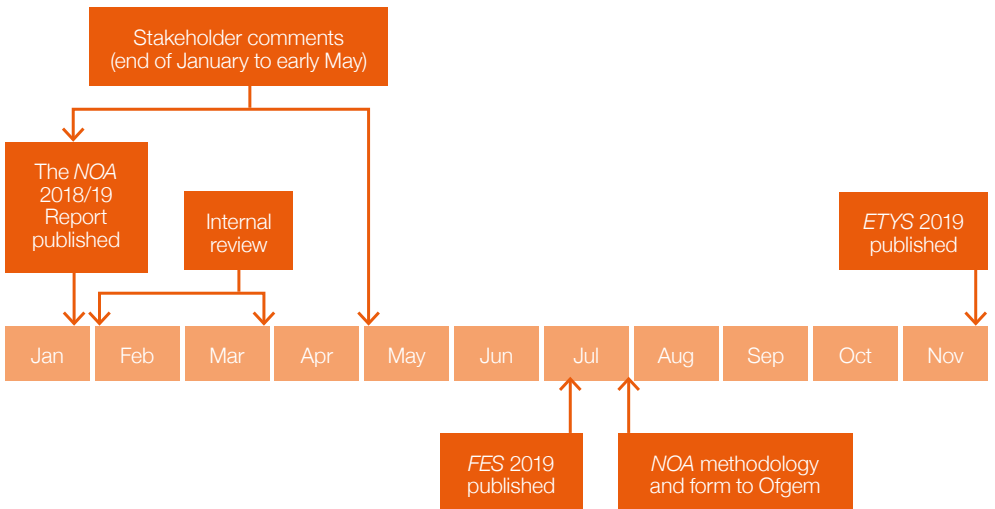 Stakeholder comments
(end of January to early May)
The NOA
2018/19
Report
published
Internal
review
ETYS 2019
published
Jan
Feb
Mar
Apr
May
Jun
Jul
Aug
Sep
Oct
Nov
FES 2019
published
NOA methodology
and form to Ofgem